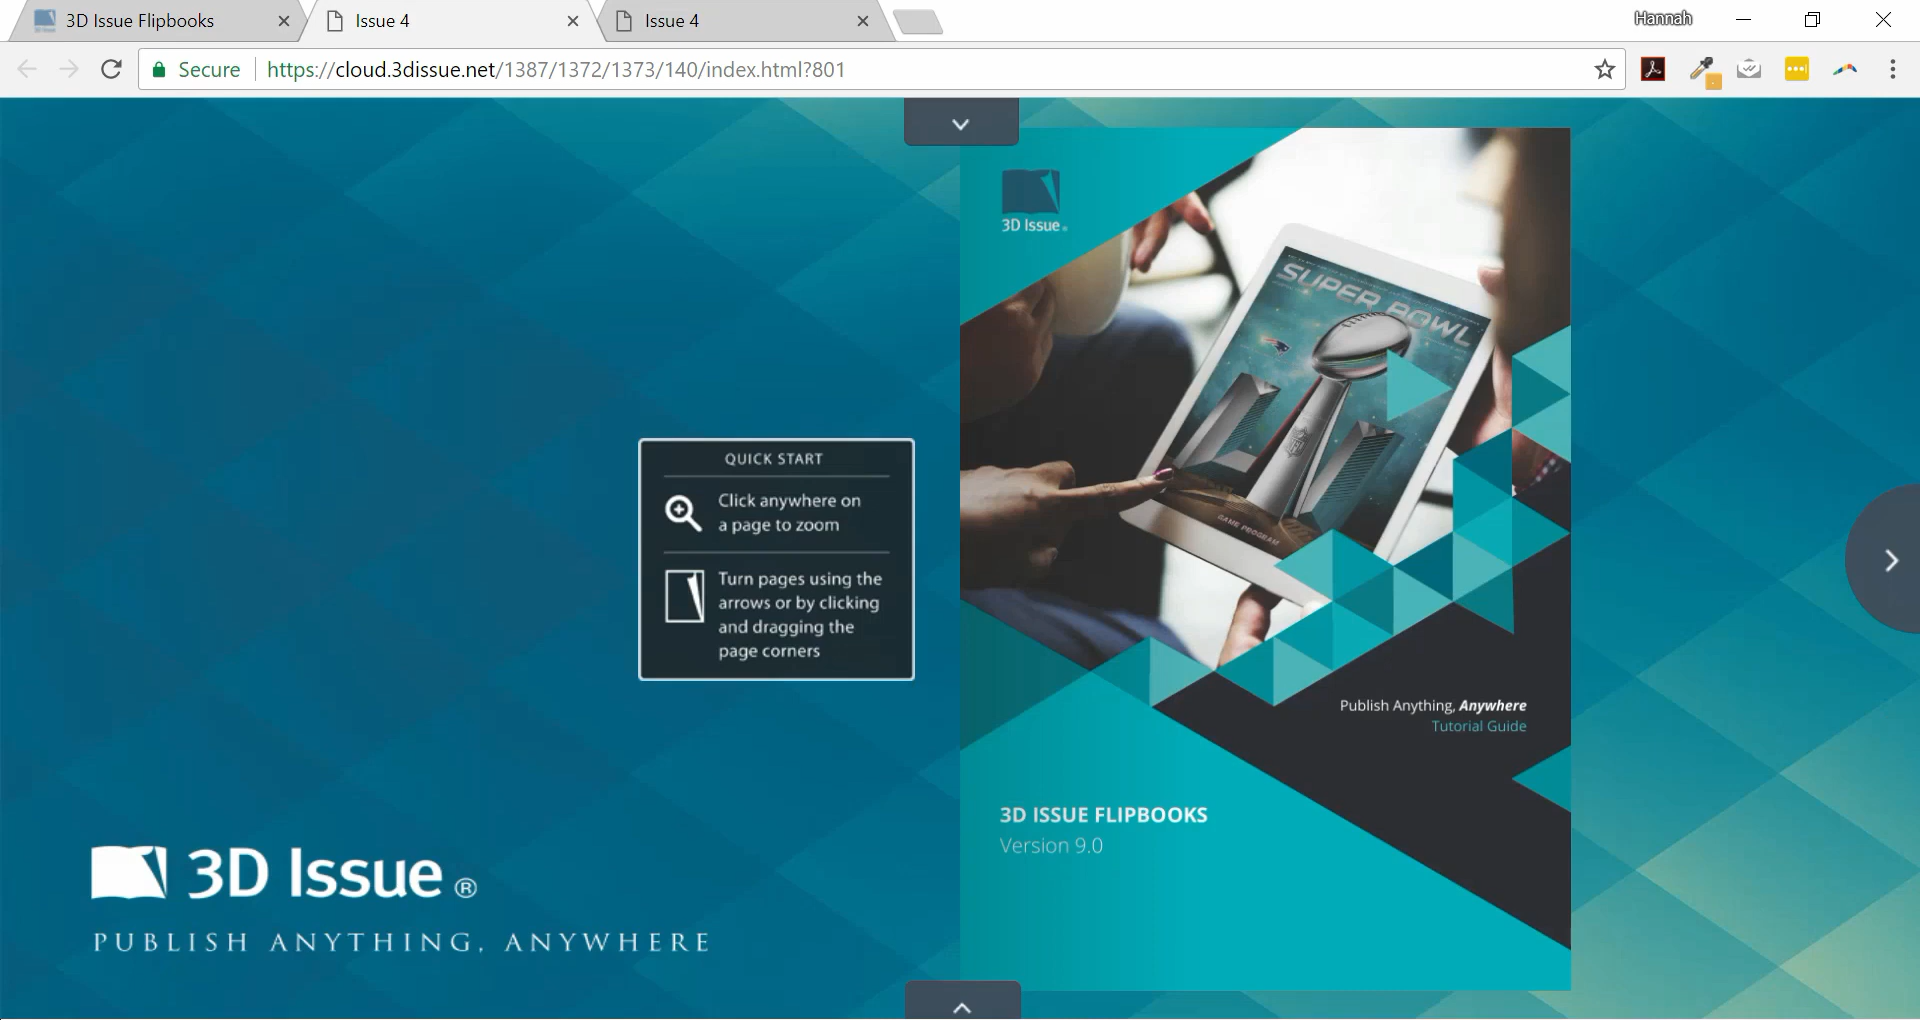 3D Issue Flipbooks
Issue 4
Issue 4
Hannah
Secure
https://cloud.3dissue.net/1387/1372/1373/140/index.html?801
3D Issue
SUPER BOWL
NFL
GAME PROGRAM
QUICK START
Click anywhere on
a page to zoom
Turn pages using the
arrows or by clicking
and dragging the
page corners
Publish Anything, Anywhere
Tutorial Guide
3D ISSUE FLIPBOOKS
Version 9.0
3D Issue ®
PUBLISH ANYTHING, ANYWHERE